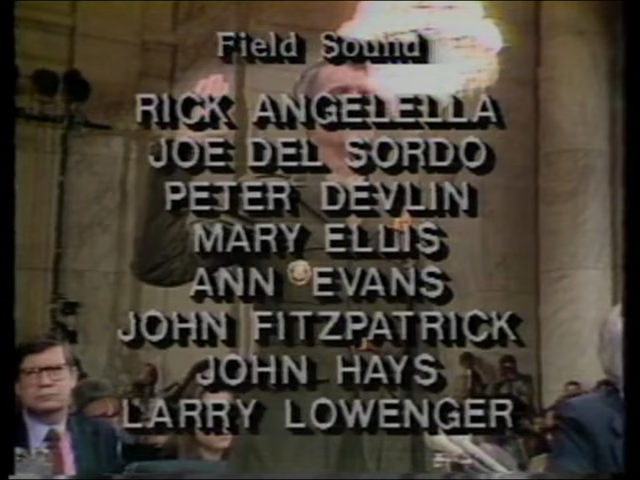 Field Sound
RICK ANGELELLA
JOE DEL SORDO
PETER DEVLIN
MARY ELLIS
ANN EVANS
JOHN FITZPATRICK
JOHN HAYS
LARRY LOWENGER